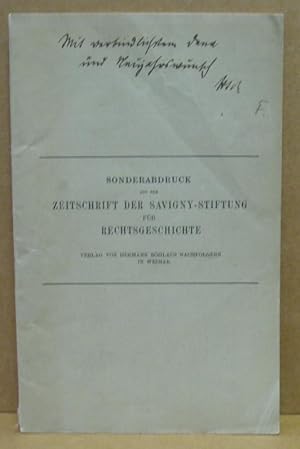 Mit verbindlichstem Dank
und Neujahrswunsch
F.
SONDERABDRUCK
AUS DER
ZEITSCHRIFT DER SAVIGNY-STIFTUNG
FÜR
RECHTSGESCHICHTE
VERLAG VON HERMANN BÖHLAUS NACHFOLGERN
IN WEIMAR.